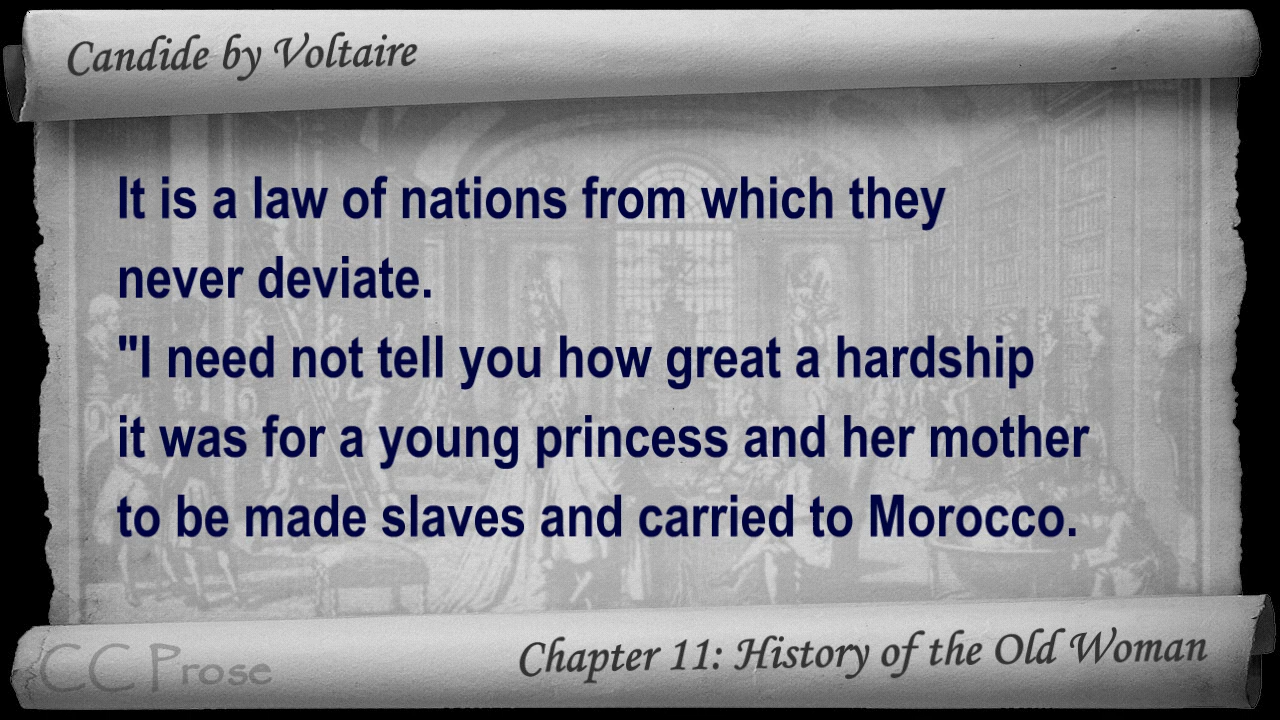 Candide by Voltaire
It is a law of nations from which they
never deviate.
"I need not tell you how great a hardship
it was for a young princess and her mother
to be made slaves and carried to Morocco.
CC Prose
Chapter 11: History of the Old Woman